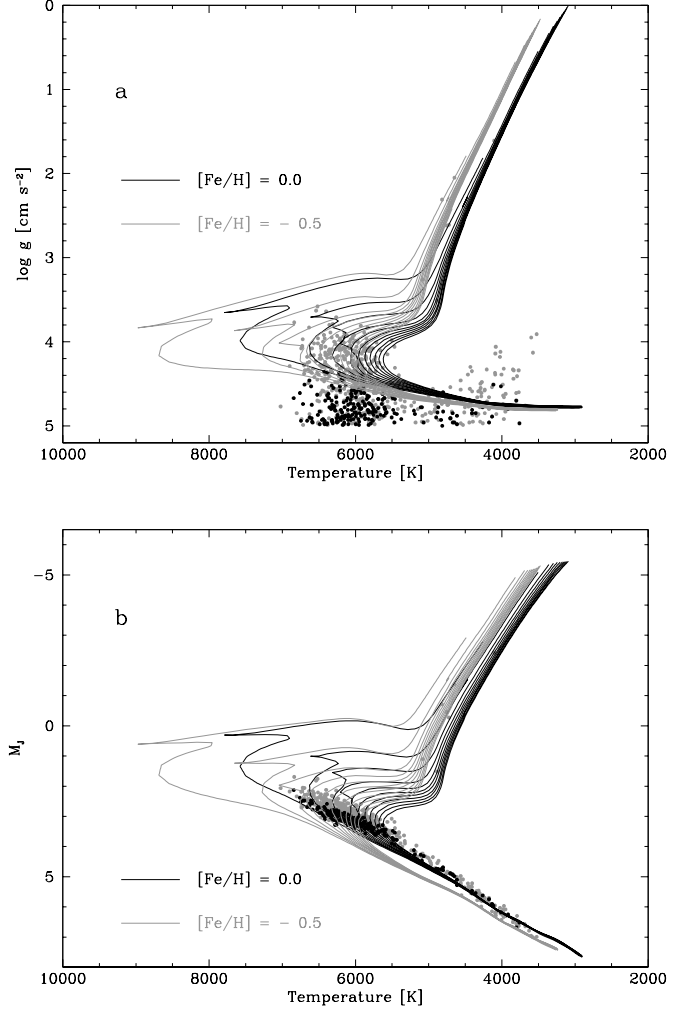 0
1
2
3
4
5
log g [cm s⁻²]
a
[Fe/H] = 0.0
[Fe/H] = − 0.5
10000 8000 6000 4000 2000
Temperature [K]
−5
0
5
M_J
b
[Fe/H] = 0.0
[Fe/H] = − 0.5
10000 8000 6000 4000 2000
Temperature [K]